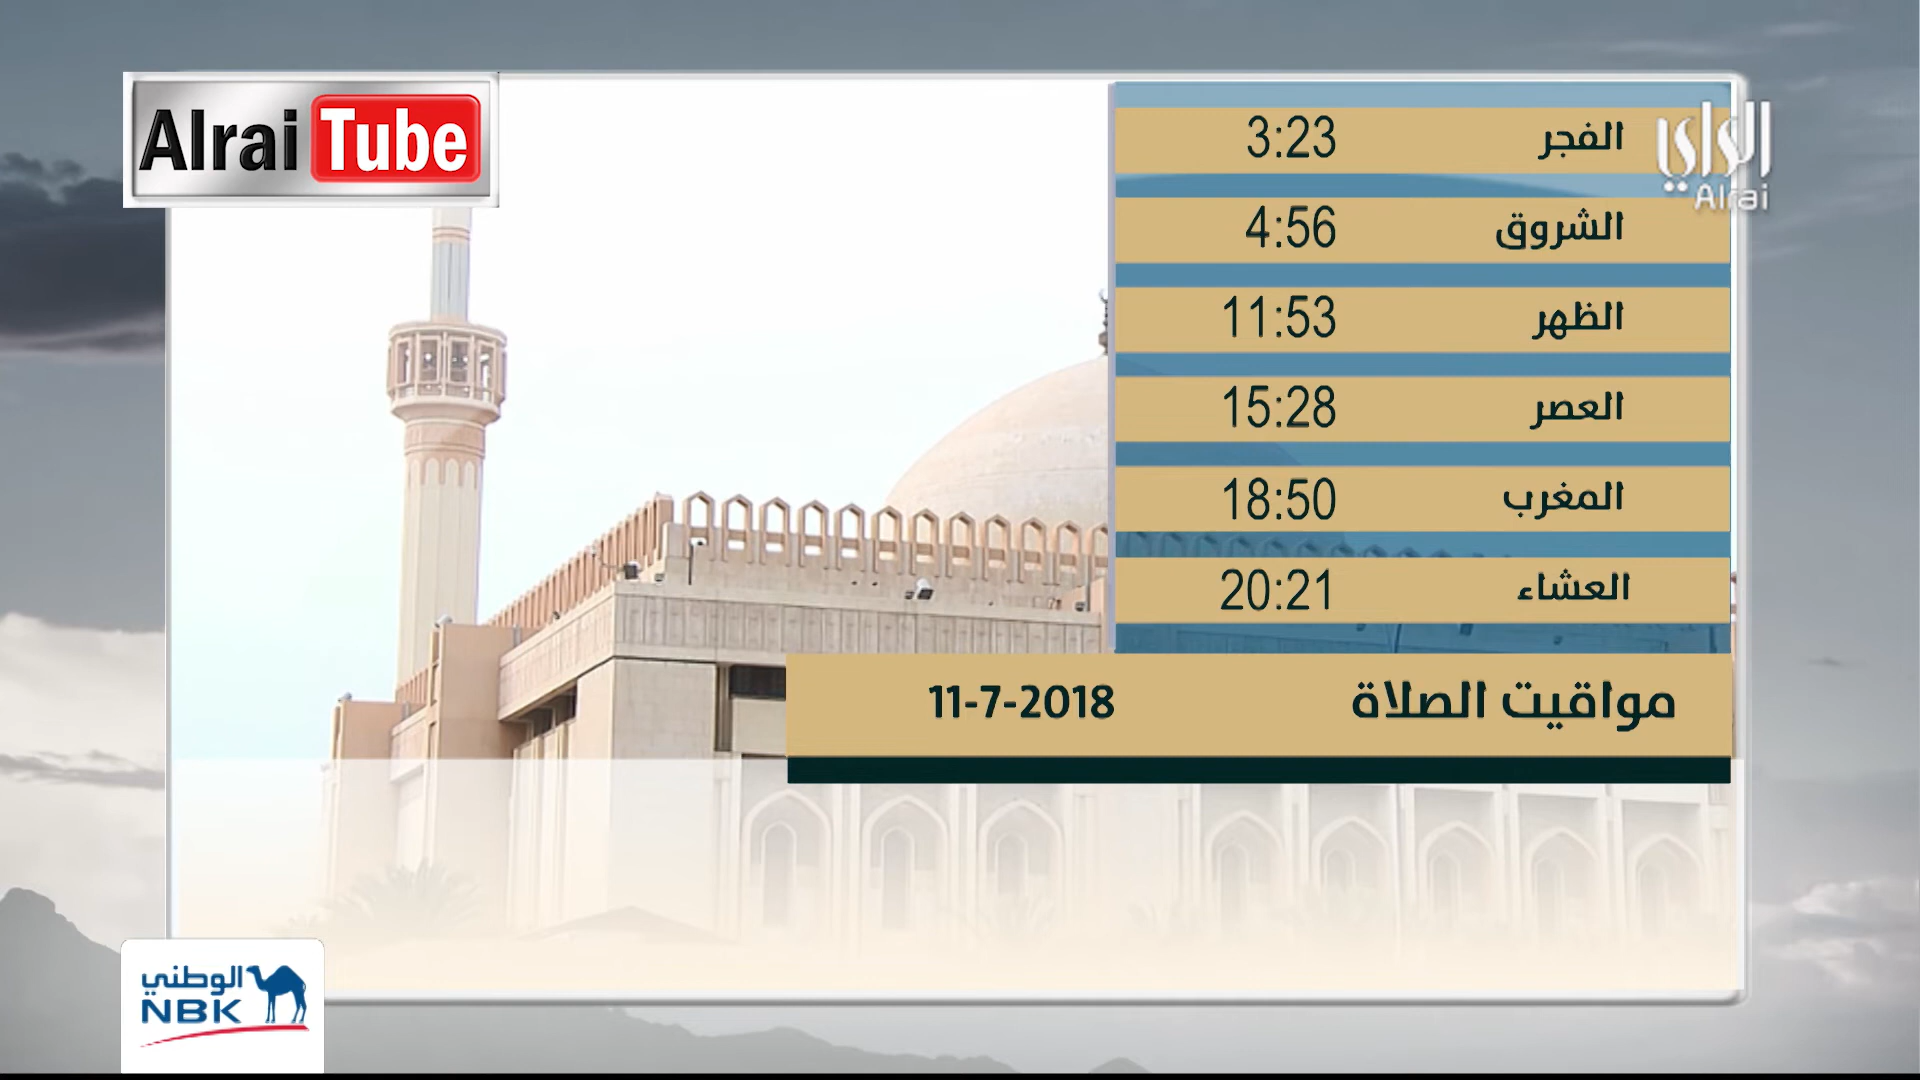 Alrai Tube
الراي
Alrai
الفجر 3:23
الشروق 4:56
الظهر 11:53
العصر 15:28
المغرب 18:50
العشاء 20:21
مواقيت الصلاة 11-7-2018
الوطني
NBK